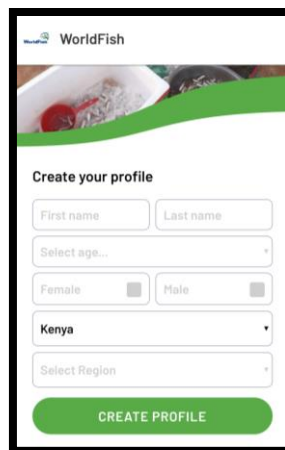 WorldFish WorldFish
Create your profile
First name Last name
Select age...
Female Male
Kenya
Select Region
CREATE PROFILE